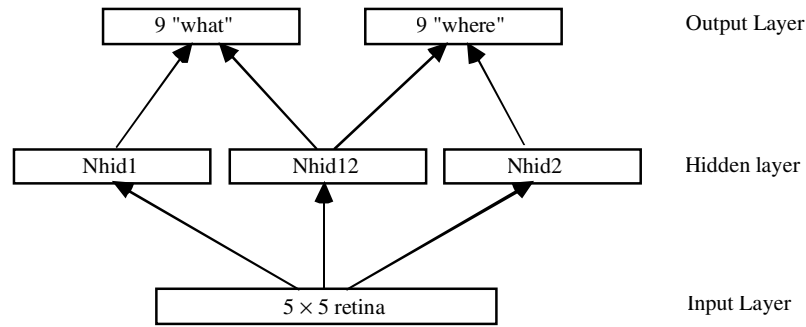 9 "what" 9 "where" Output Layer
Nhid1 Nhid12 Nhid2 Hidden layer
5 × 5 retina Input Layer